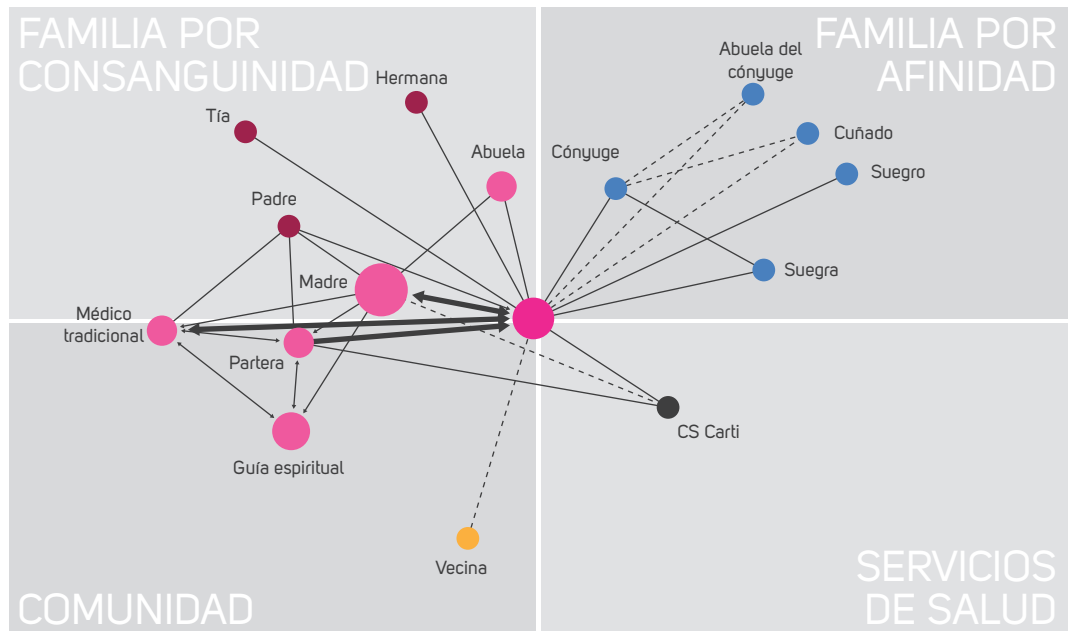 FAMILIA POR
CONSANGUINIDAD
FAMILIA POR
AFINIDAD
Abuela del
cónyuge
Hermana
Tía
Cuñado
Abuela
Cónyuge
Suegro
Padre
Madre
Suegra
Médico
tradicional
Partera
CS Carti
Guía espiritual
Vecina
COMUNIDAD
SERVICIOS
DE SALUD